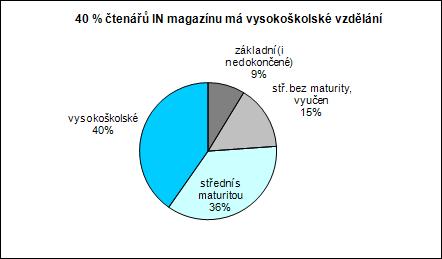 40 % čtenářů IN magazínu má vysokoškolské vzdělání
základní(i
nedokončené)
9%
stř.bez maturity,
vyučen
15%
vysokoškolské
40%
střednís
maturitou
36%